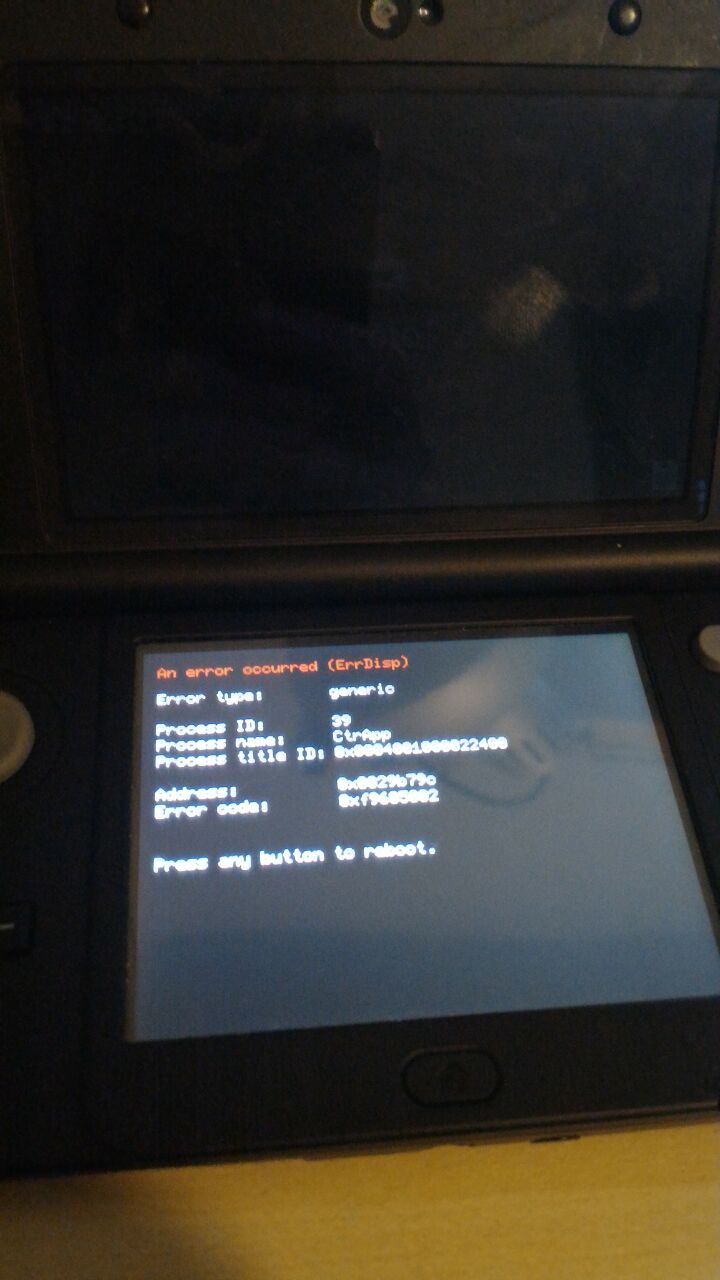 An error occurred (ErrDisp)
Error type: generic
Process ID: 39
Process name: CtrApp
Process title ID: 0x0004001000022400
Address: 0x0029b79c
Error code: 0xf9605002
Press any button to reboot.